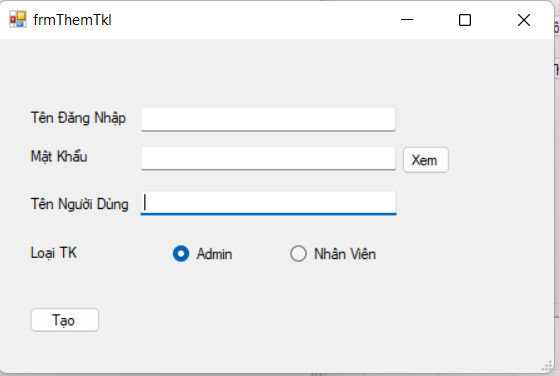 frmThemTkl
Tên Đăng Nhập
Mật Khẩu
Xem
Tên Người Dùng
Loại TK
Admin
Nhân Viên
Tạo